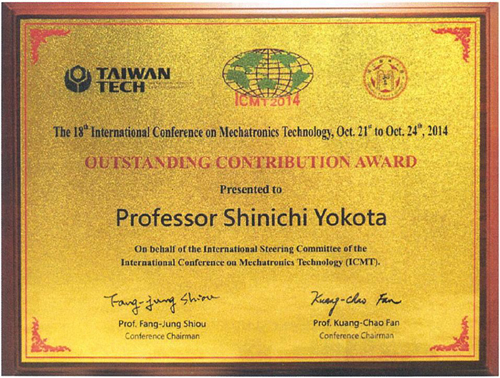 TAIWAN
TECH
ICMT 2014
The 18th International Conference on Mechatronics Technology, Oct. 21st to Oct. 24th, 2014
OUTSTANDING CONTRIBUTION AWARD
Presented to
Professor Shinichi Yokota
On behalf of the International Steering Committee of the
International Conference on Mechatronics Technology (ICMT).
Fang-Jung Shiou Kuang-Chao Fan
Prof. Fang-Jung Shiou Prof. Kuang-Chao Fan
Conference Chairman Conference Chairman